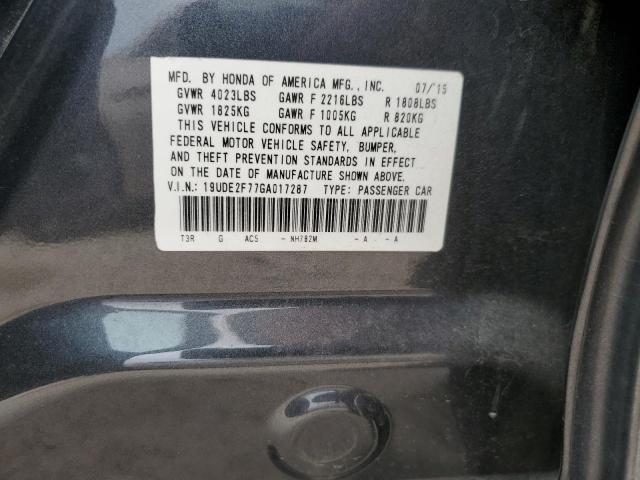 MFD. BY HONDA OF AMERICA MFG., INC. 07/15
GVWR 4023LBS GAWR F 2216LBS R 1808LBS
GVWR 1825KG GAWR F 1005KG R 820KG
THIS VEHICLE CONFORMS TO ALL APPLICABLE
FEDERAL MOTOR VEHICLE SAFETY, BUMPER,
AND THEFT PREVENTION STANDARDS IN EFFECT
ON THE DATE OF MANUFACTURE SHOWN ABOVE.
V.I.N.: 19UDE2F77GA017287 TYPE: PASSENGER CAR
T3R G AC5 - NH782M - A - - A